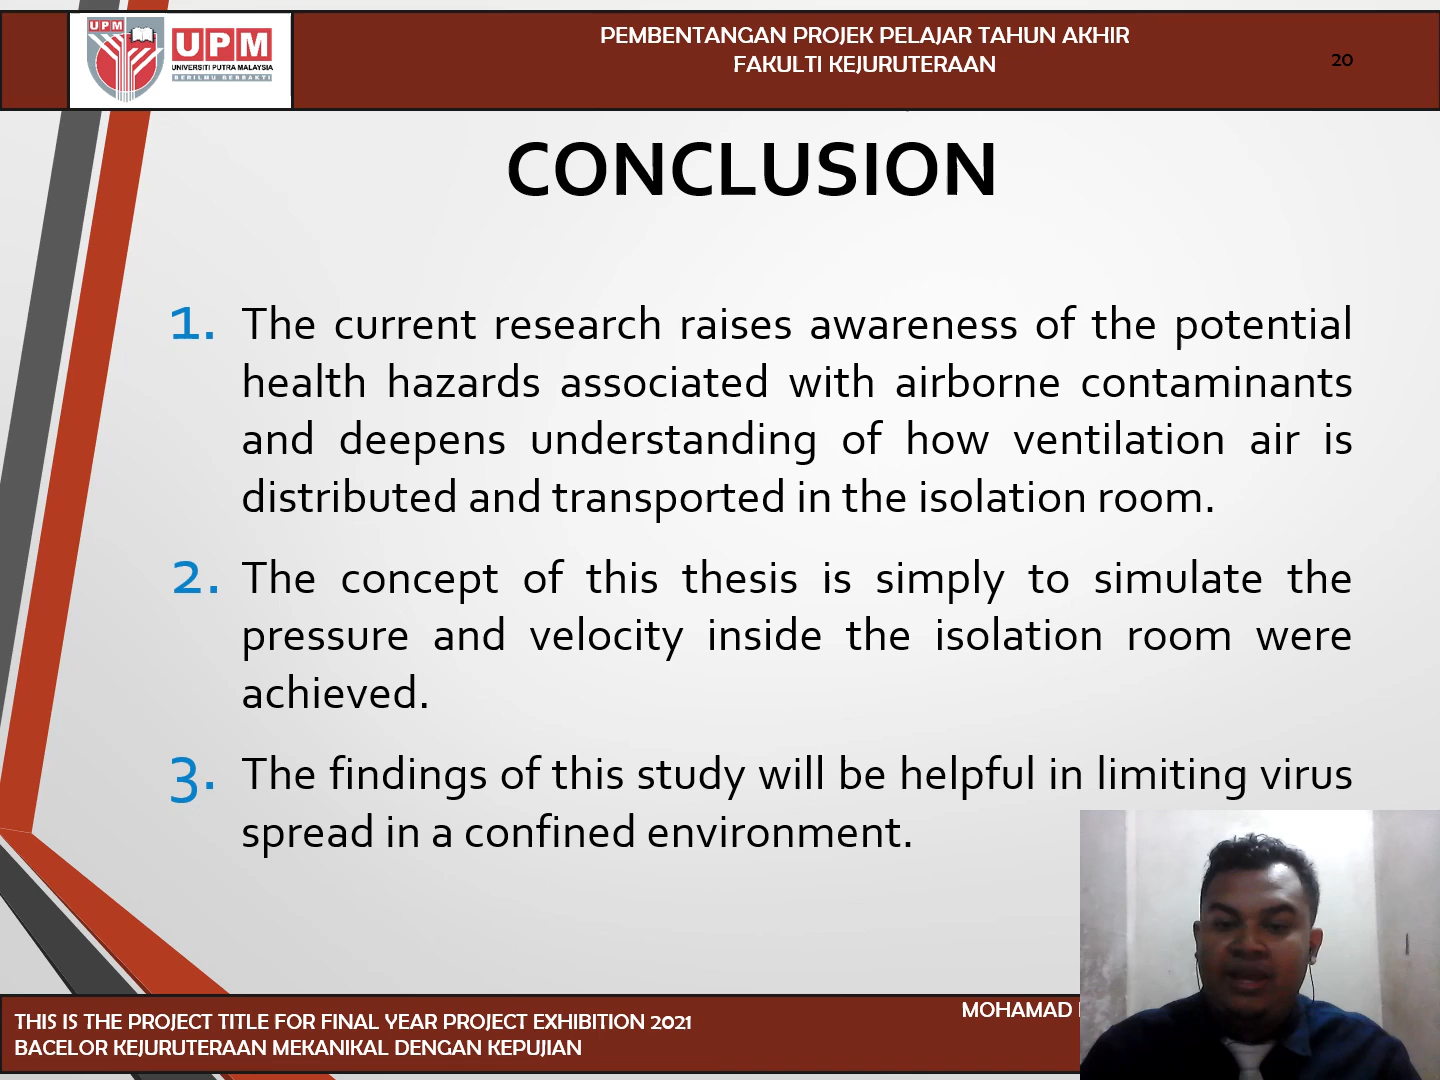 UPM
UPM
UNIVERSITI PUTRA MALAYSIA
BERILMU BERBAKTI
PEMBENTANGAN PROJEK PELAJAR TAHUN AKHIR
FAKULTI KEJURUTERAAN
20
CONCLUSION
1. The current research raises awareness of the potential
health hazards associated with airborne contaminants
and deepens understanding of how ventilation air is
distributed and transported in the isolation room.
2. The concept of this thesis is simply to simulate the
pressure and velocity inside the isolation room were
achieved.
3. The findings of this study will be helpful in limiting virus
spread in a confined environment.
MOHAMAD
THIS IS THE PROJECT TITLE FOR FINAL YEAR PROJECT EXHIBITION 2021
BACELOR KEJURUTERAAN MEKANIKAL DENGAN KEPUJIAN